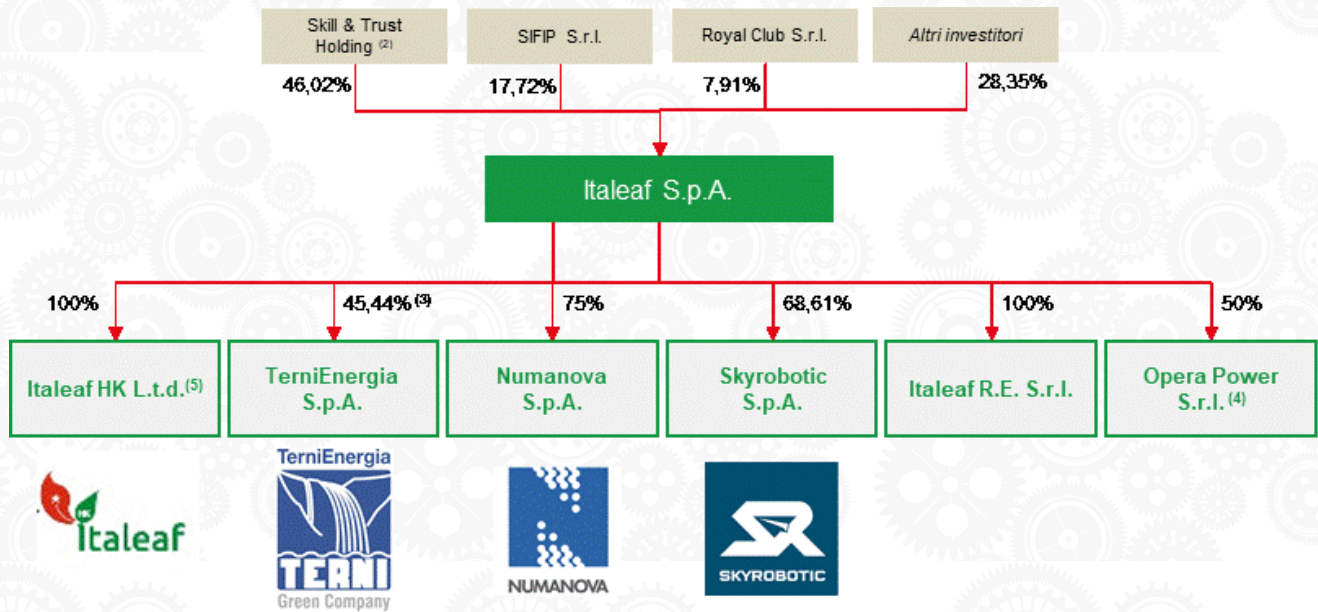 Skill & Trust
Holding (2)
SIFIP S.r.l.
Royal Club S.r.l.
Altri investitori
46,02%
17,72%
7,91%
28,35%
Italeaf S.p.A.
100%
45,44% (3)
75%
68,61%
100%
50%
Italeaf HK L.t.d.(5)
TerniEnergia
S.p.A.
Numanova
S.p.A.
Skyrobotic
S.p.A.
Italeaf R.E. S.r.l.
Opera Power
S.r.l. (4)
HK
Italeaf
TerniEnergia
TERNI
Green Company
NUMANOVA
SR
SKYROBOTIC